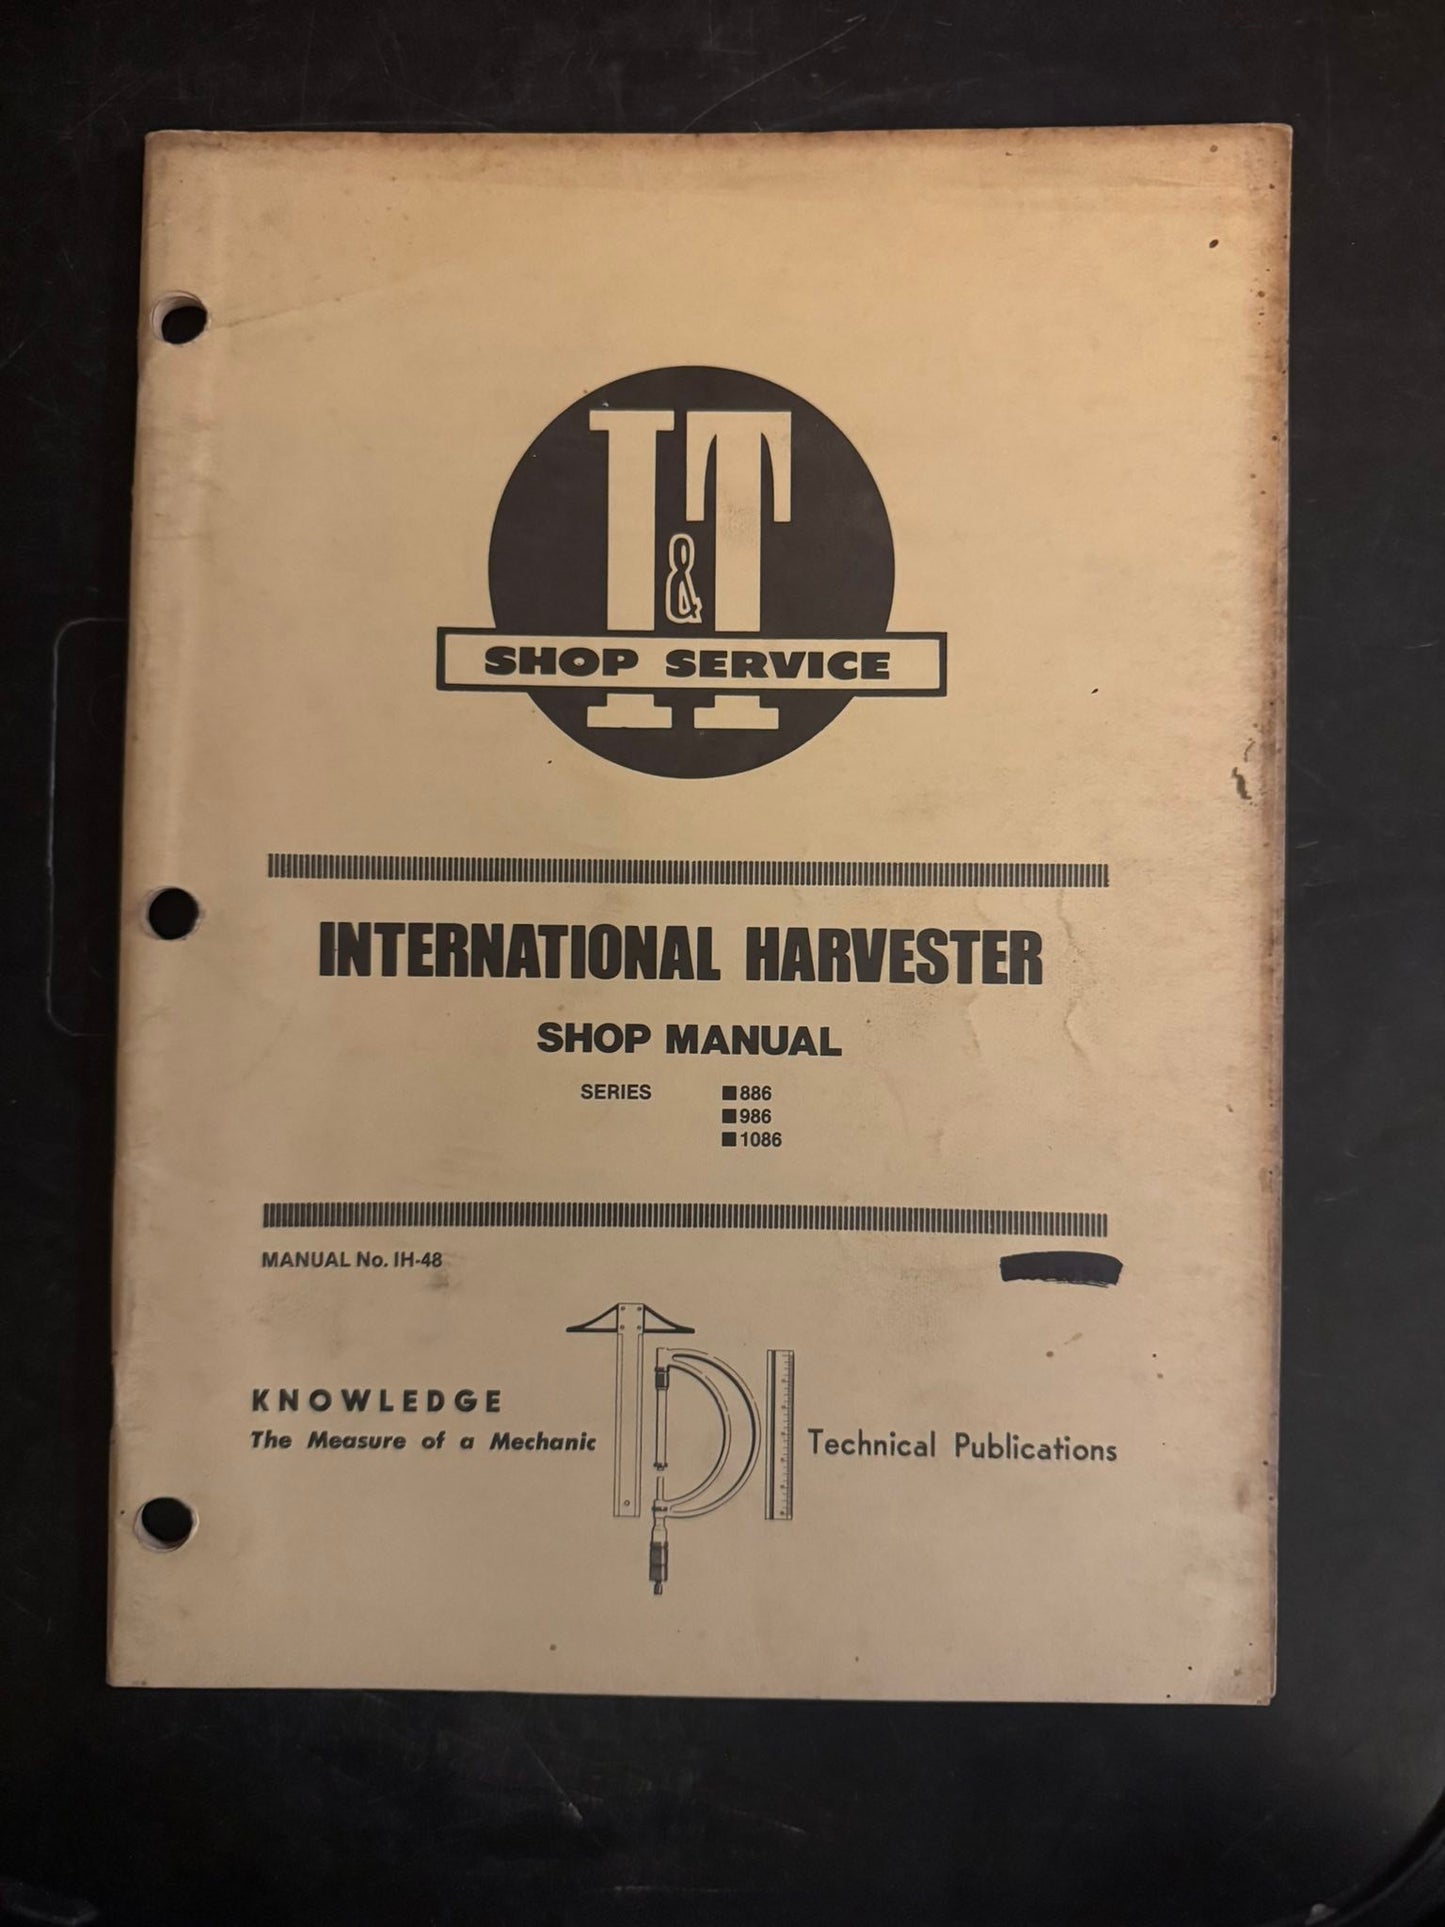 I&T
SHOP SERVICE
INTERNATIONAL HARVESTER
SHOP MANUAL
SERIES ■886
■986
■1086
MANUAL No. IH-48
KNOWLEDGE
The Measure of a Mechanic
Technical Publications